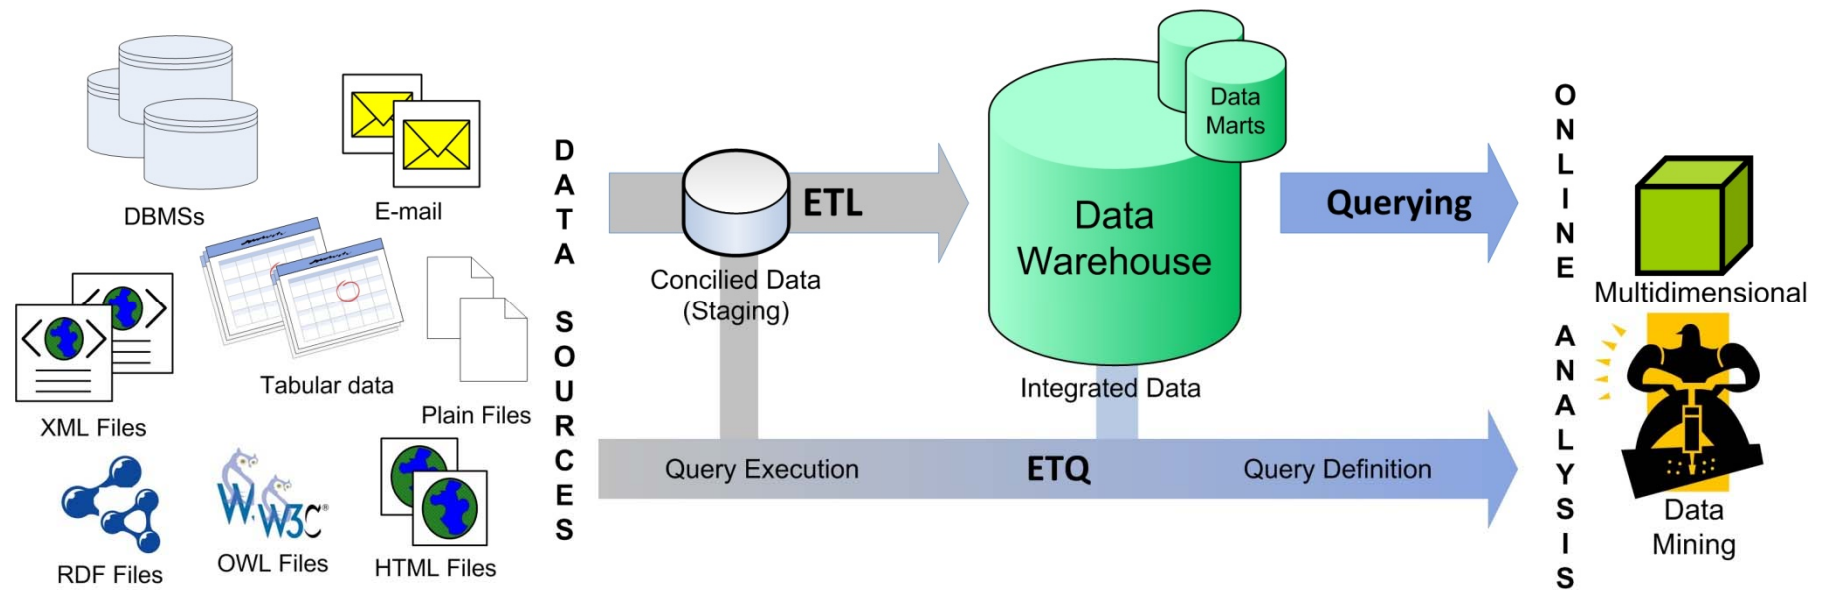 DBMSs
E-mail
Tabular data
Plain Files
XML Files
RDF Files
W3C®
OWL Files
HTML Files
DATA SOURCES
ETL
Concilied Data
(Staging)
Data
Marts
Data
Warehouse
Integrated Data
Querying
Query Execution
ETQ
Query Definition
ONLINE ANALYSIS
Multidimensional
Data
Mining